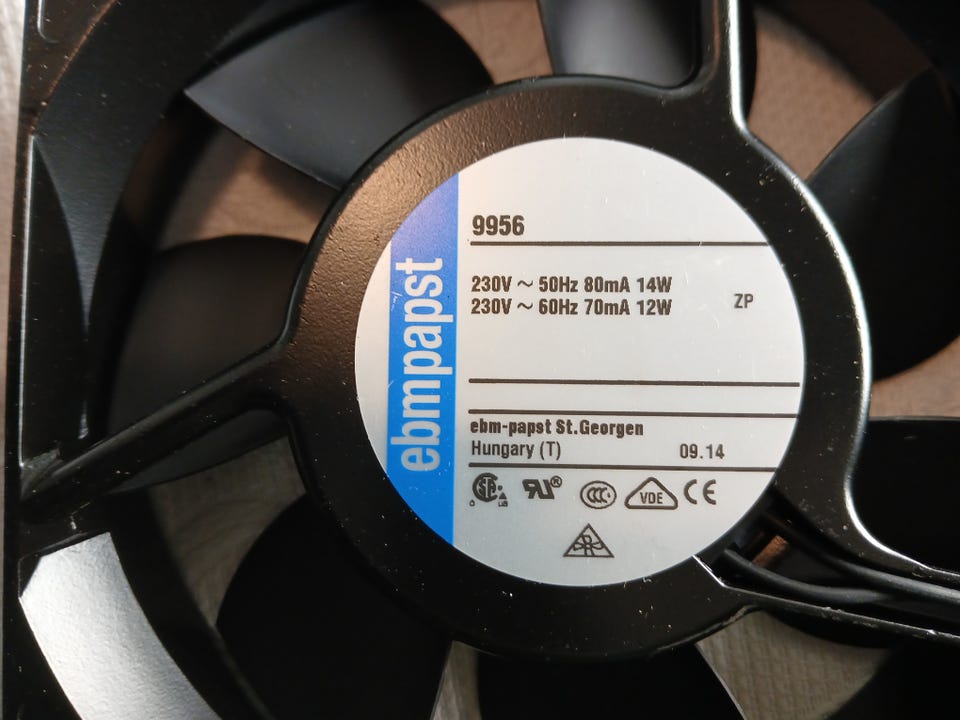 ebmpapst
9956
230V ~ 50Hz 80mA 14W
230V ~ 60Hz 70mA 12W
ZP
ebm-papst St.Georgen
Hungary (T) 09.14
VDE CE